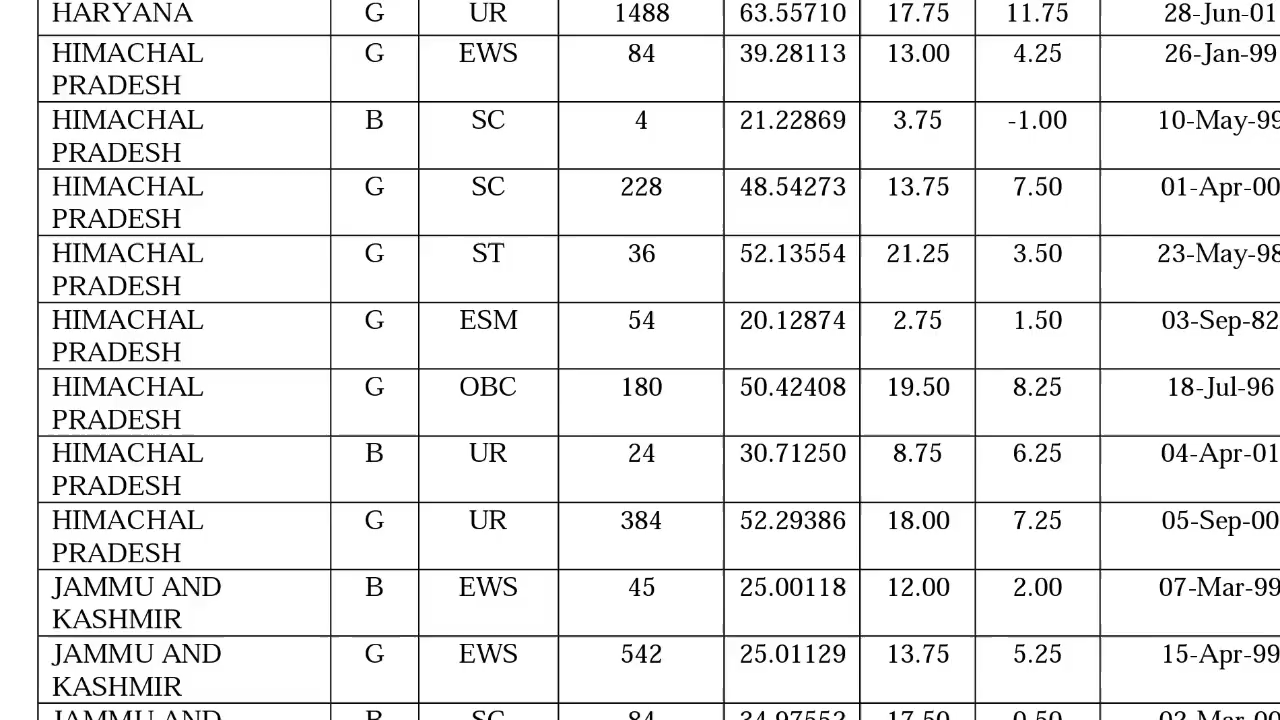 HARYANA G UR 1488 63.55710 17.75 11.75 28-Jun-01
HIMACHAL G EWS 84 39.28113 13.00 4.25 26-Jan-99
PRADESH
HIMACHAL B SC 4 21.22869 3.75 -1.00 10-May-99
PRADESH
HIMACHAL G SC 228 48.54273 13.75 7.50 01-Apr-00
PRADESH
HIMACHAL G ST 36 52.13554 21.25 3.50 23-May-98
PRADESH
HIMACHAL G ESM 54 20.12874 2.75 1.50 03-Sep-82
PRADESH
HIMACHAL G OBC 180 50.42408 19.50 8.25 18-Jul-96
PRADESH
HIMACHAL B UR 24 30.71250 8.75 6.25 04-Apr-01
PRADESH
HIMACHAL G UR 384 52.29386 18.00 7.25 05-Sep-00
PRADESH
JAMMU AND B EWS 45 25.00118 12.00 2.00 07-Mar-99
KASHMIR
JAMMU AND G EWS 542 25.01129 13.75 5.25 15-Apr-99
KASHMIR
JAMMU AND B SC 84 34.97552 17.50 0.50 02-Mar-00